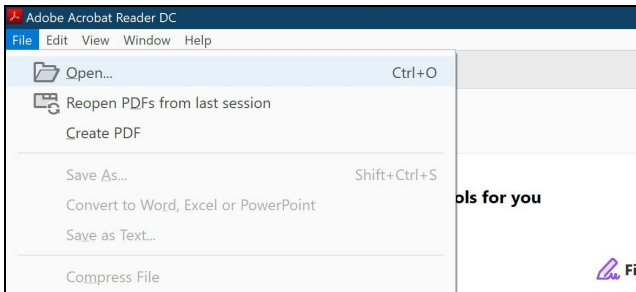 Adobe Acrobat Reader DC
File Edit View Window Help
Open... Ctrl+O
Reopen PDFs from last session
Create PDF
Save As... Shift+Ctrl+S
Convert to Word, Excel or PowerPoint
ols for you
Save as Text...
Fi
Compress File